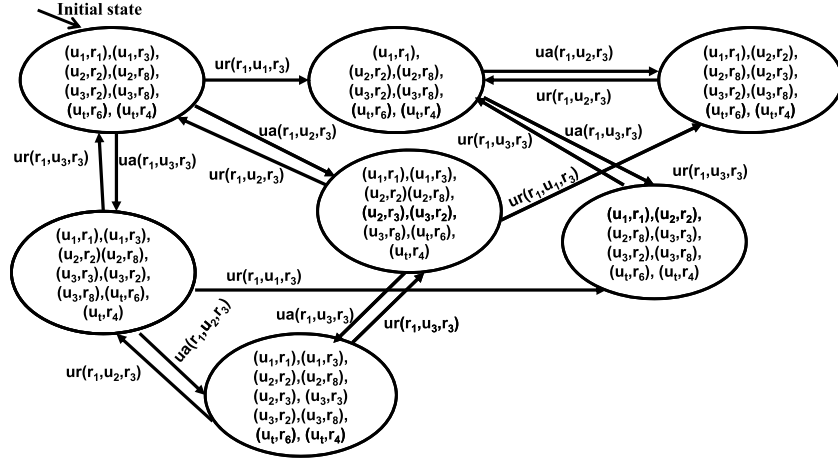 Initial state
(u1,r1),(u1,r3),
(u2,r2),(u2,r8),
(u3,r2),(u3,r8),
(ut,r6), (ut,r4)
ur(r1,u1,r3)
(u1,r1),
(u2,r2),(u2,r8),
(u3,r2),(u3,r8),
(ut,r6), (ut,r4)
ua(r1,u2,r3)
ur(r1,u2,r3)
(u1,r1),(u2,r2),
(u2,r8),(u2,r3),
(u3,r2),(u3,r8),
(ut,r6), (ut,r4)
ur(r1,u3,r3)
ua(r1,u3,r3)
ua(r1,u2,r3)
ur(r1,u2,r3)
ur(r1,u3,r3)
ua(r1,u3,r3)
ur(r1,u3,r3)
ur(r1,u1,r3)
(u1,r1),(u1,r3),
(u2,r2)(u2,r8),
(u2,r3),(u3,r2),
(u3,r8),(ut,r6),
(ut,r4)
(u1,r1),(u2,r2),
(u2,r8),(u3,r3),
(u3,r2),(u3,r8),
(ut,r6), (ut,r4)
(u1,r1),(u1,r3),
(u2,r2)(u2,r8),
(u3,r3),(u3,r2),
(u3,r8),(ut,r6),
(ut,r4)
ur(r1,u1,r3)
ua(r1,u3,r3)
ur(r1,u3,r3)
ua(r1,u2,r3)
ur(r1,u2,r3)
(u1,r1),(u1,r3),
(u2,r2),(u2,r8),
(u2,r3), (u3,r3)
(u3,r2),(u3,r8),
(ut,r6), (ut,r4)